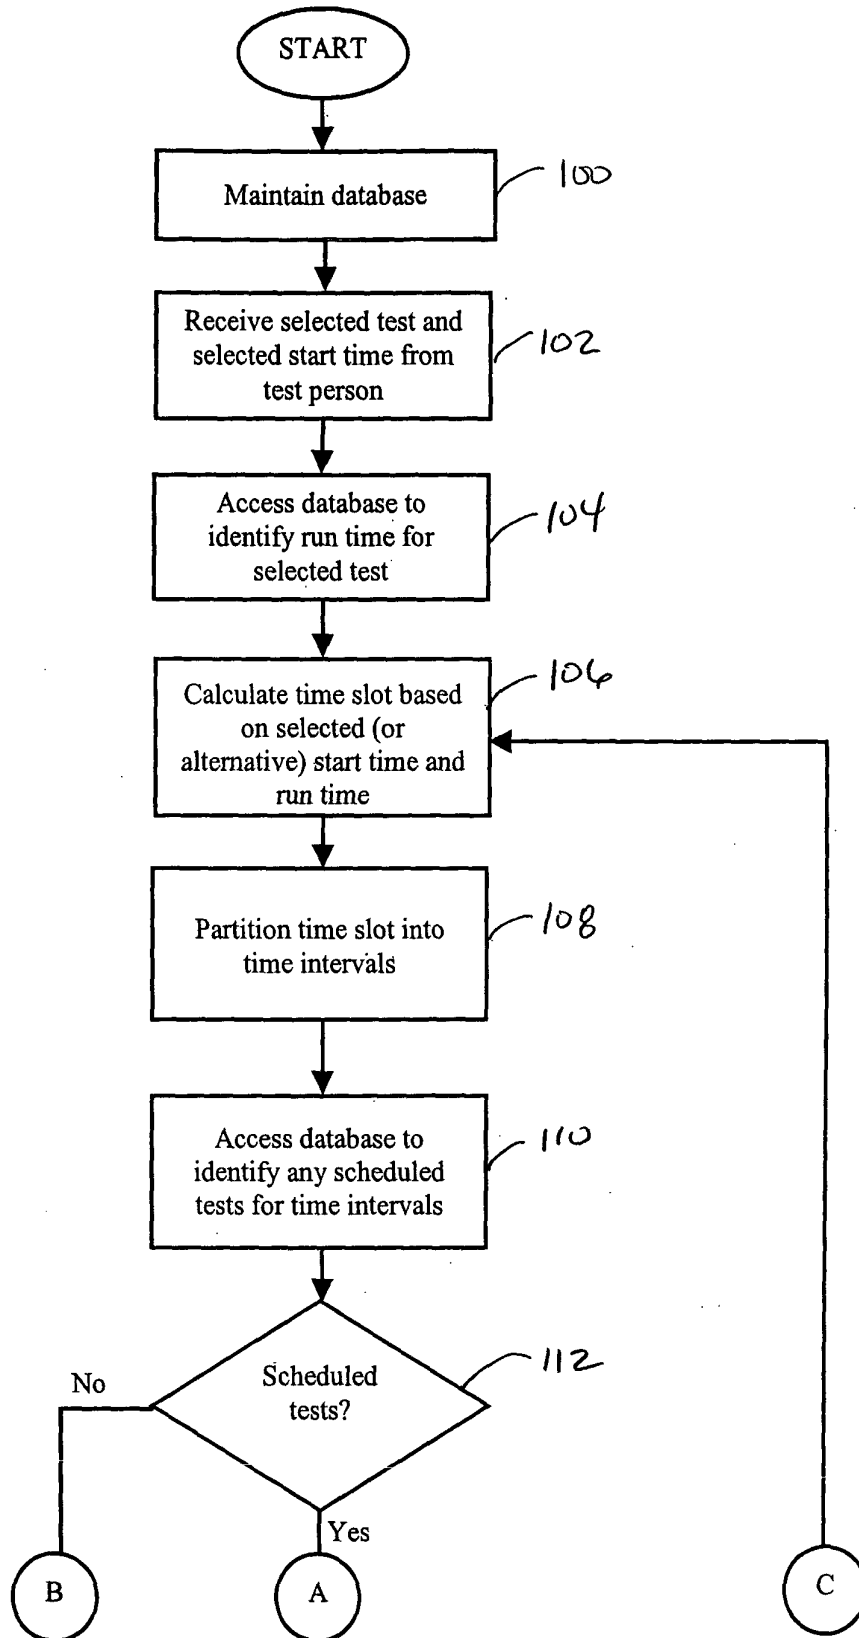 START
Maintain database
100
Receive selected test and
selected start time from
test person
102
Access database to
identify run time for
selected test
104
Calculate time slot based
on selected (or
alternative) start time and
run time
106
Partition time slot into
time intervals
108
Access database to
identify any scheduled
tests for time intervals
110
Scheduled
tests?
112
No
Yes
B
A
C